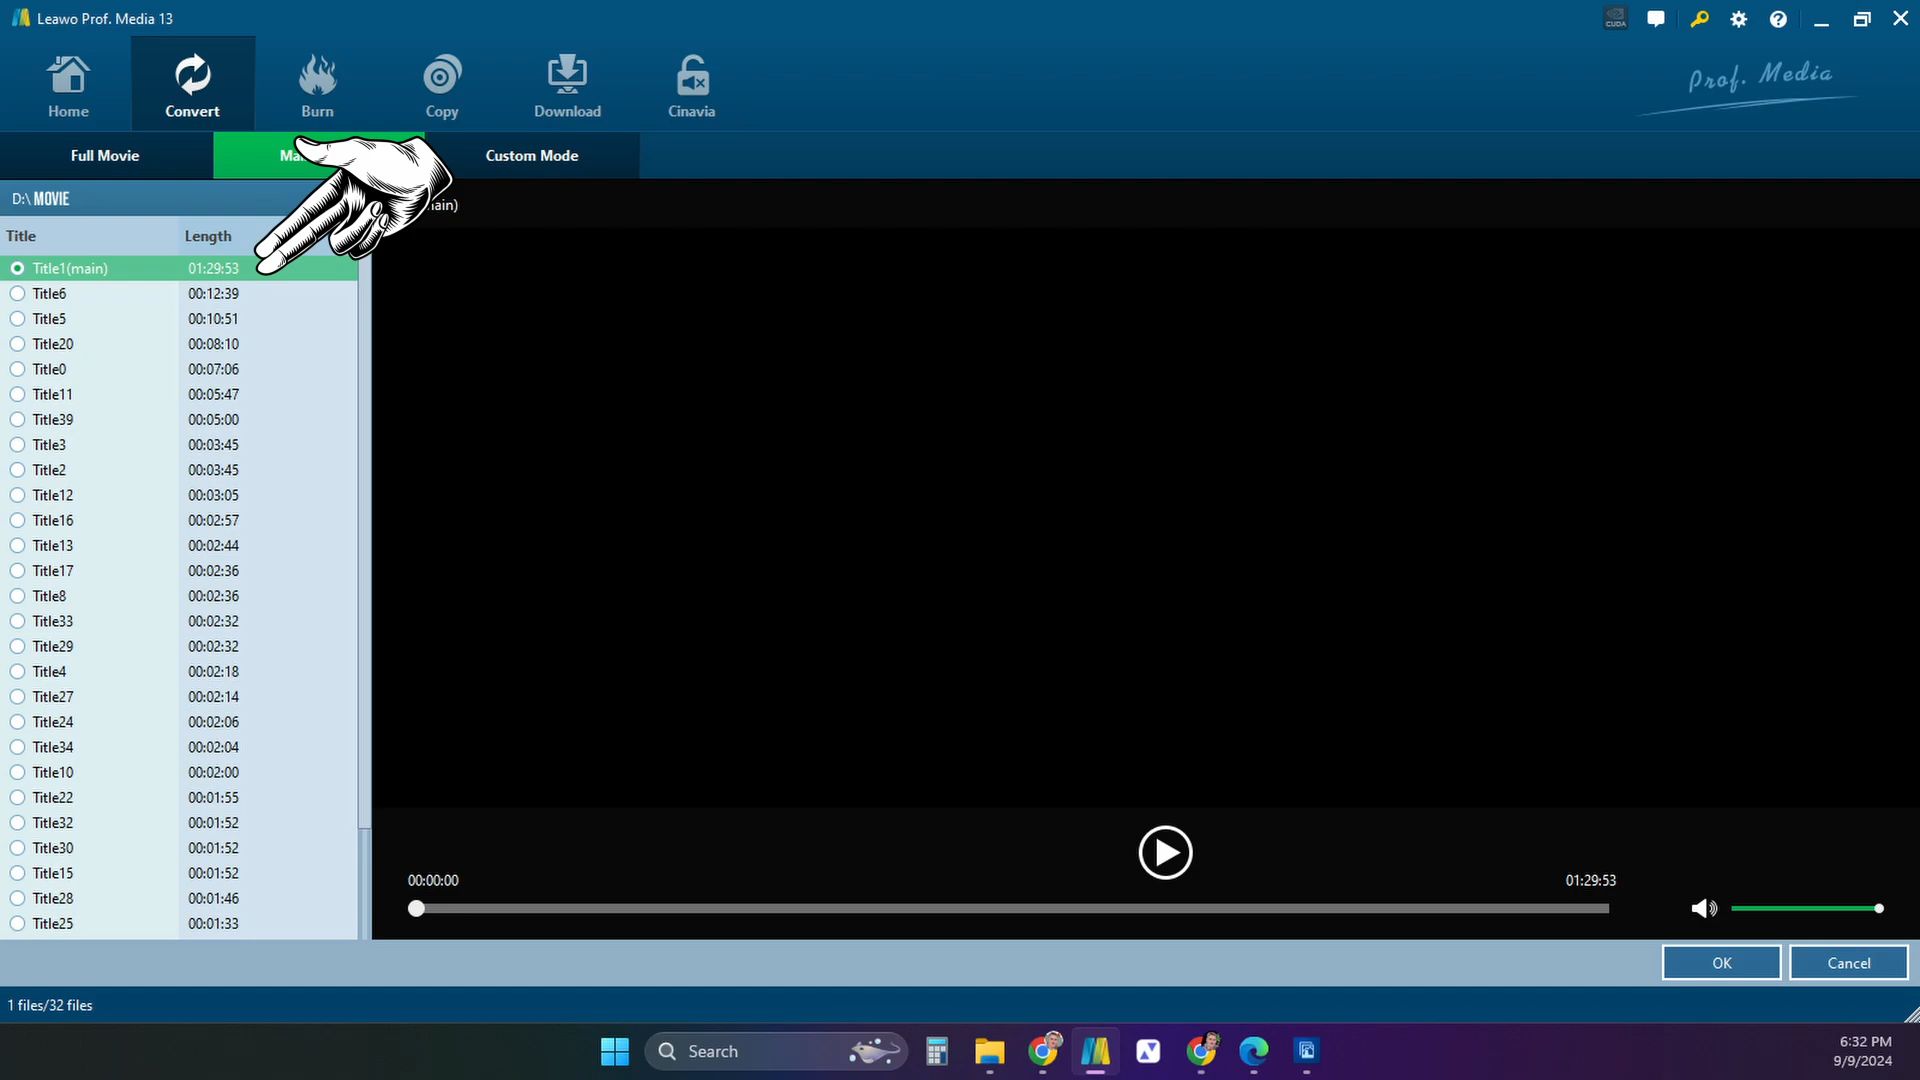 Leawo Prof. Media 13
CUDA
Home
Convert
Burn
Copy
Download
Cinavia
Prof. Media
Full Movie
Custom Mode
D:\ MOVIE
Title Length
Title1(main) 01:29:53
Title6 00:12:39
Title5 00:10:51
Title20 00:08:10
Title0 00:07:06
Title11 00:05:47
Title39 00:05:00
Title3 00:03:45
Title2 00:03:45
Title12 00:03:05
Title16 00:02:57
Title13 00:02:44
Title17 00:02:36
Title8 00:02:36
Title33 00:02:32
Title29 00:02:32
Title4 00:02:18
Title27 00:02:14
Title24 00:02:06
Title34 00:02:04
Title10 00:02:00
Title22 00:01:55
Title32 00:01:52
Title30 00:01:52
Title15 00:01:52
Title28 00:01:46
Title25 00:01:33
00:00:00
01:29:53
OK
Cancel
1 files/32 files
Search
6:32 PM
9/9/2024